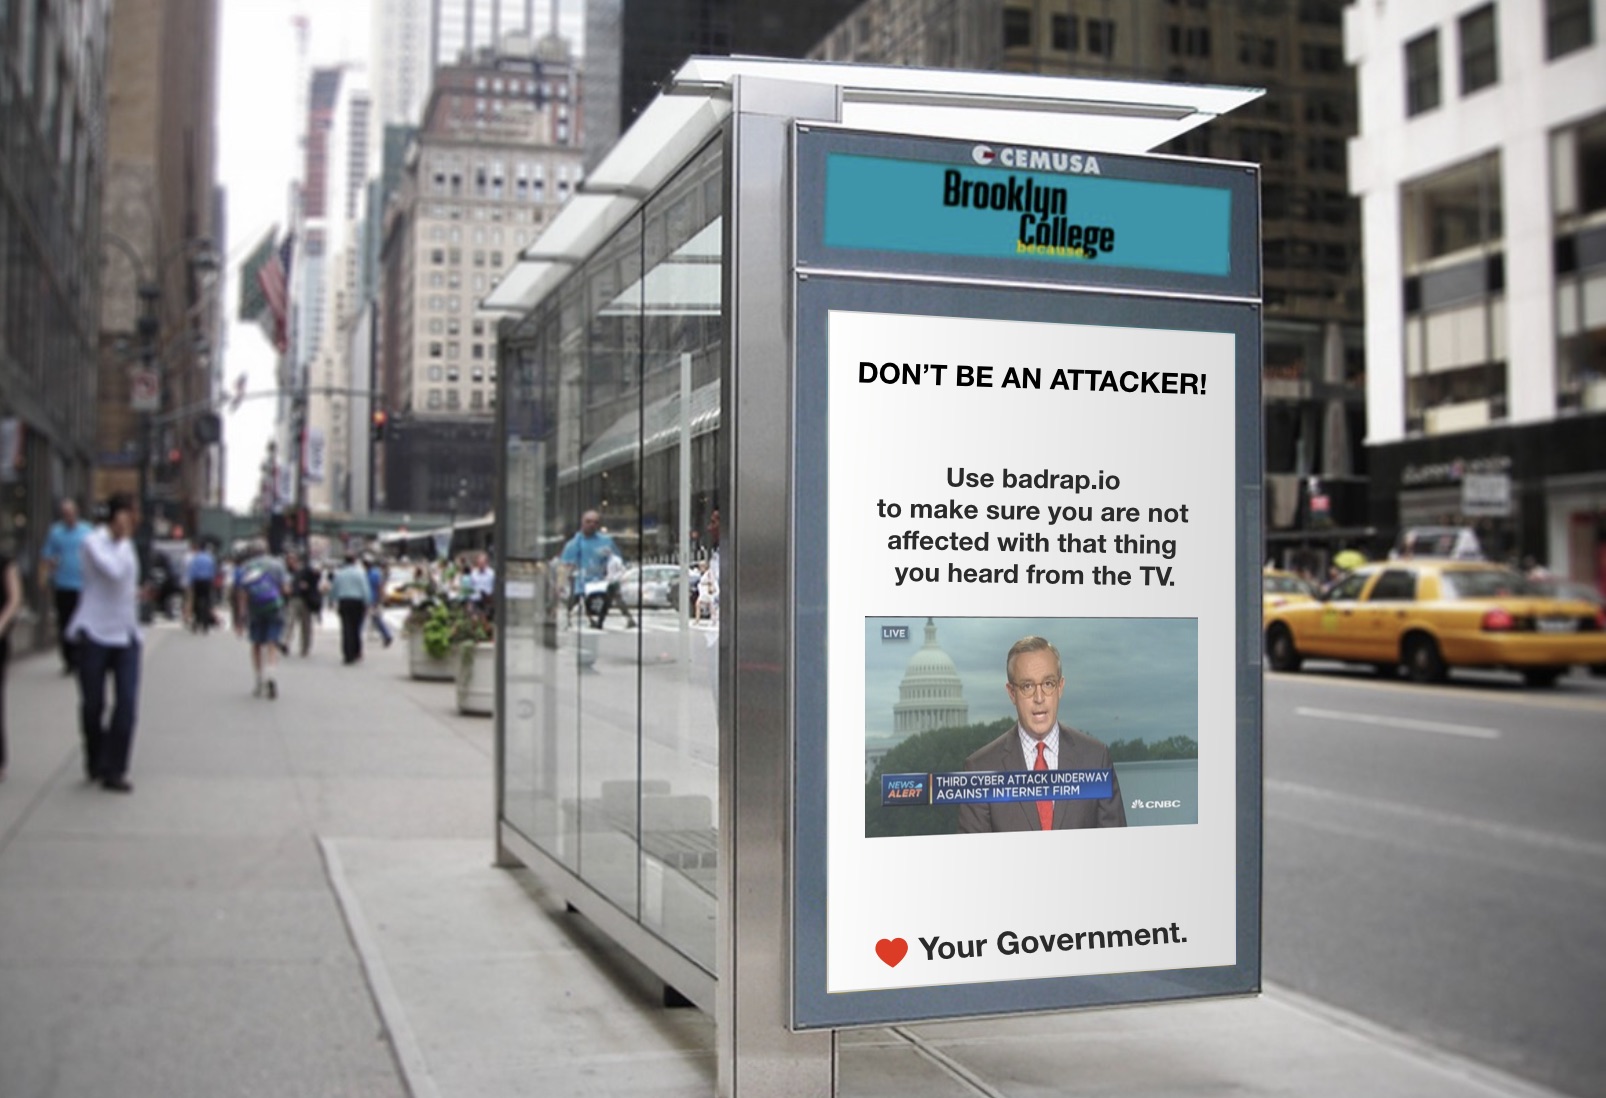 CEMUSA
Brooklyn
College
because.
DON'T BE AN ATTACKER!
Use badrap.io
to make sure you are not
affected with that thing
you heard from the TV.
LIVE
NEWS
ALERT
THIRD CYBER ATTACK UNDERWAY
AGAINST INTERNET FIRM
CNBC
❤ Your Government.